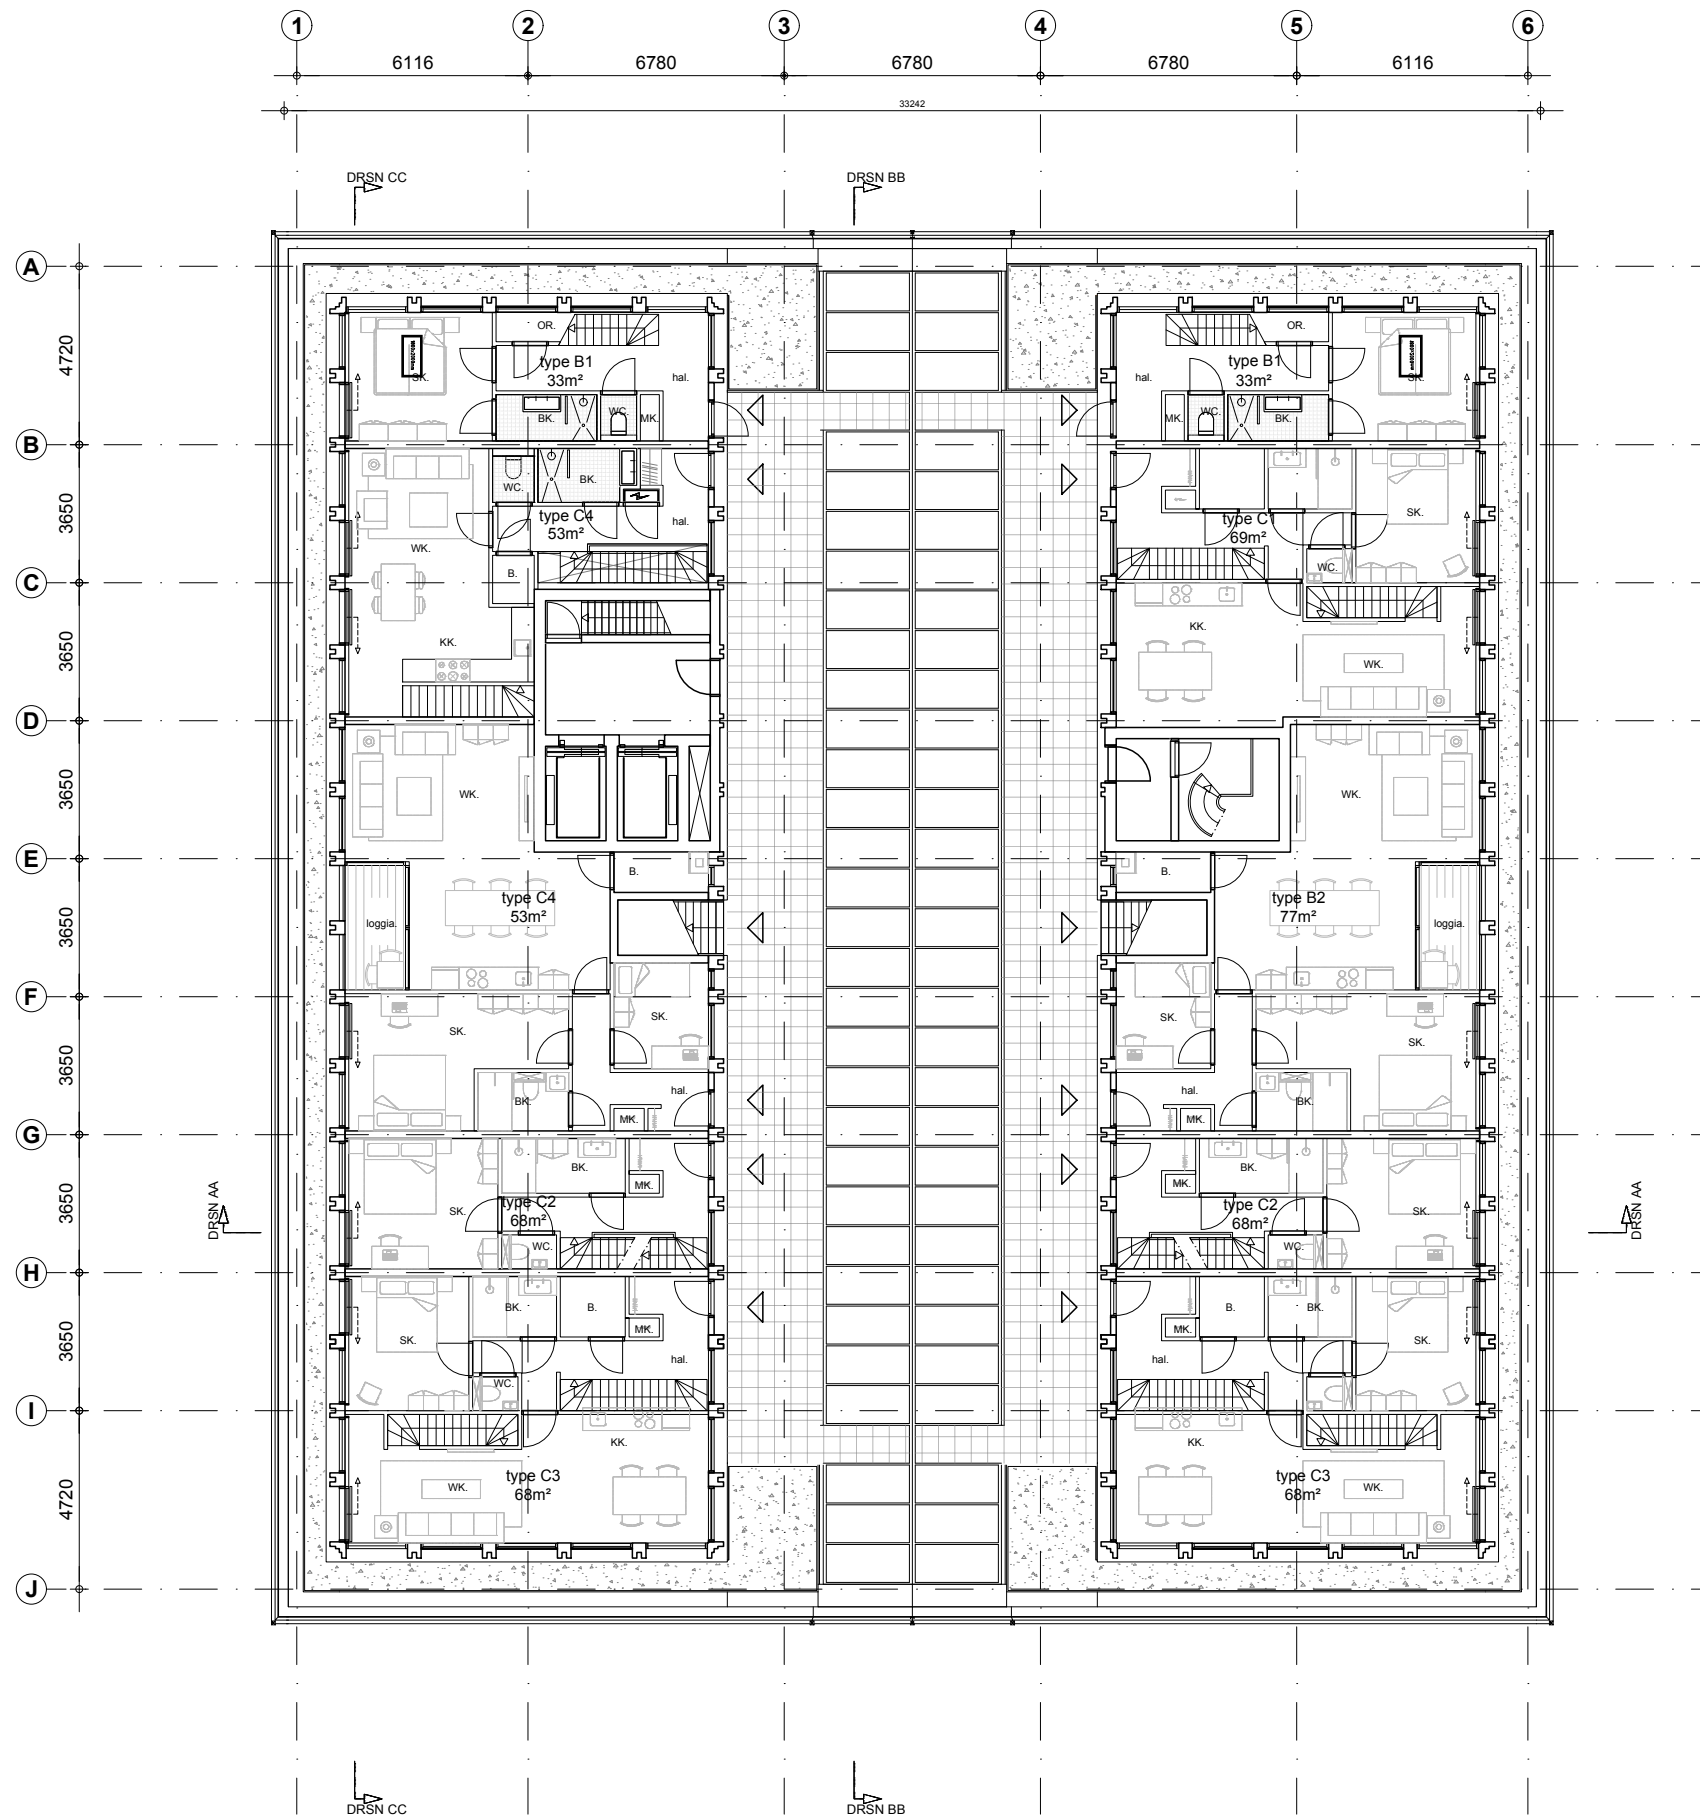 1 2 3 4 5 6
6116 6780 6780 6780 6116
33242
DRSN CC DRSN BB
A
4720
OR. OR.
type B1 type B1
33m² 33m²
SK. hal. hal. SK.
BK. WC. MK. MK. WC. BK.
B
3650
WC. BK. SK.
type C4 type C1
53m² 69m²
WK. hal.
B. WC.
C
3650
KK. KK.
WK.
D
3650
WK. WK.
E
3650
B. B.
type C4 type B2
53m² 77m²
loggia. loggia.
F
3650
SK. SK. SK. SK.
hal. hal.
BK. MK. MK. BK.
G
3650
BK. BK.
MK. MK.
SK. type C2 type C2 SK.
68m² 68m²
DRSN AA DRSN AA
WC. WC.
H
3650
BK. B. B. BK.
MK. MK.
SK. SK.
hal. hal.
WC.
I
4720
KK. KK.
type C3 type C3
WK. 68m² 68m² WK.
J
DRSN CC DRSN BB